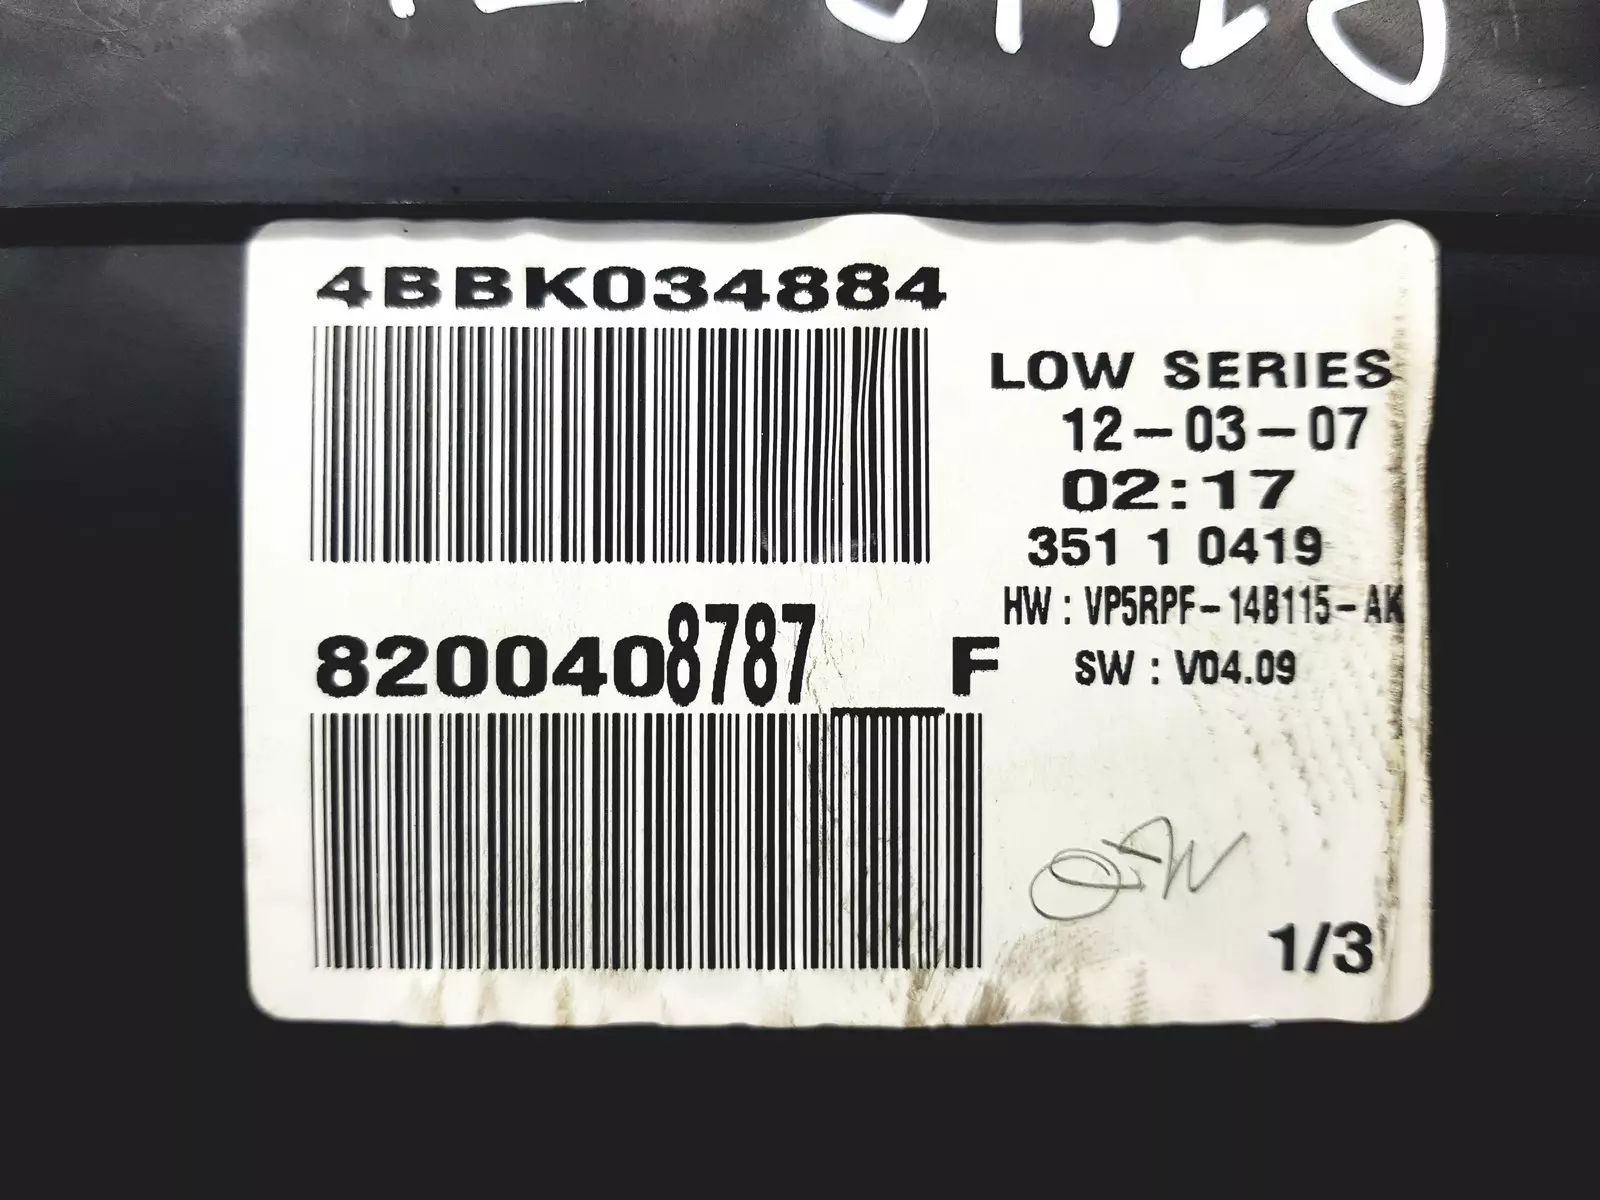 4BBK034884
LOW SERIES
12-03-07
02:17
351 1 0419
HW : VP5RPF-14B115-AK
SW : V04.09
8200408787___F
1/3